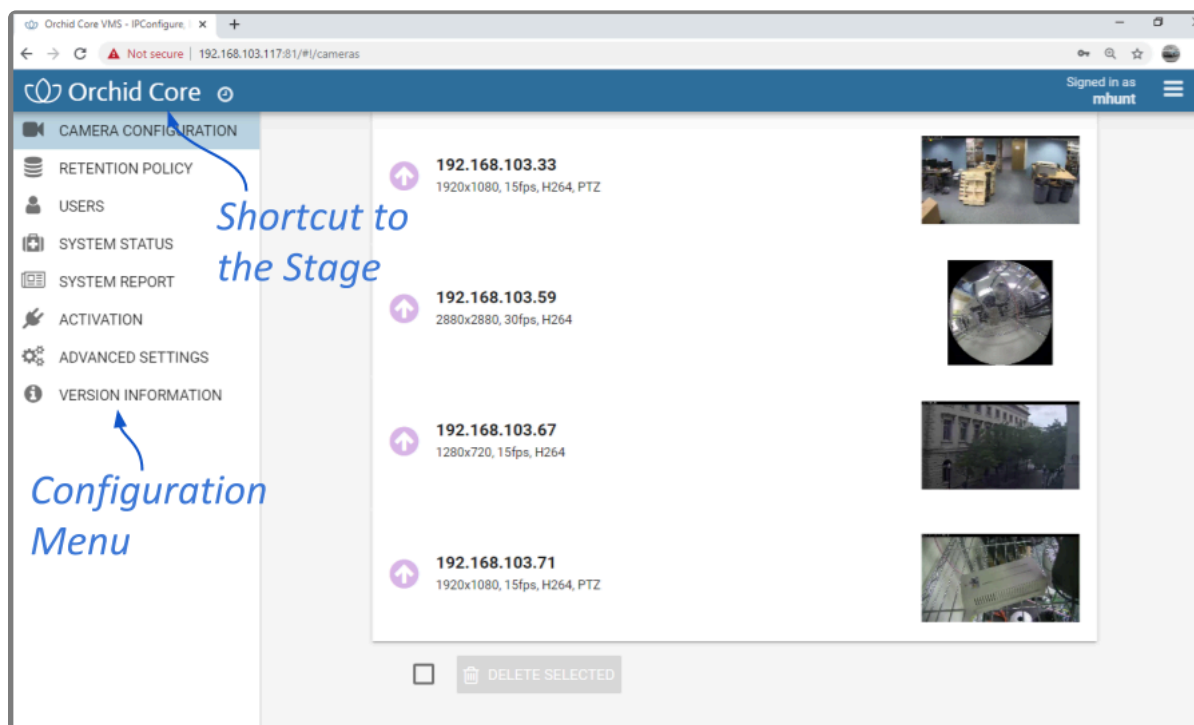 Orchid Core VMS - IPConfigure,
Not secure | 192.168.103.117:81/#!/cameras
Orchid Core
Signed in as
mhunt
CAMERA CONFIGURATION
RETENTION POLICY
USERS
SYSTEM STATUS
SYSTEM REPORT
ACTIVATION
ADVANCED SETTINGS
VERSION INFORMATION
Shortcut to
the Stage
Configuration
Menu
192.168.103.33
1920x1080, 15fps, H264, PTZ
192.168.103.59
2880x2880, 30fps, H264
192.168.103.67
1280x720, 15fps, H264
192.168.103.71
1920x1080, 15fps, H264, PTZ
DELETE SELECTED